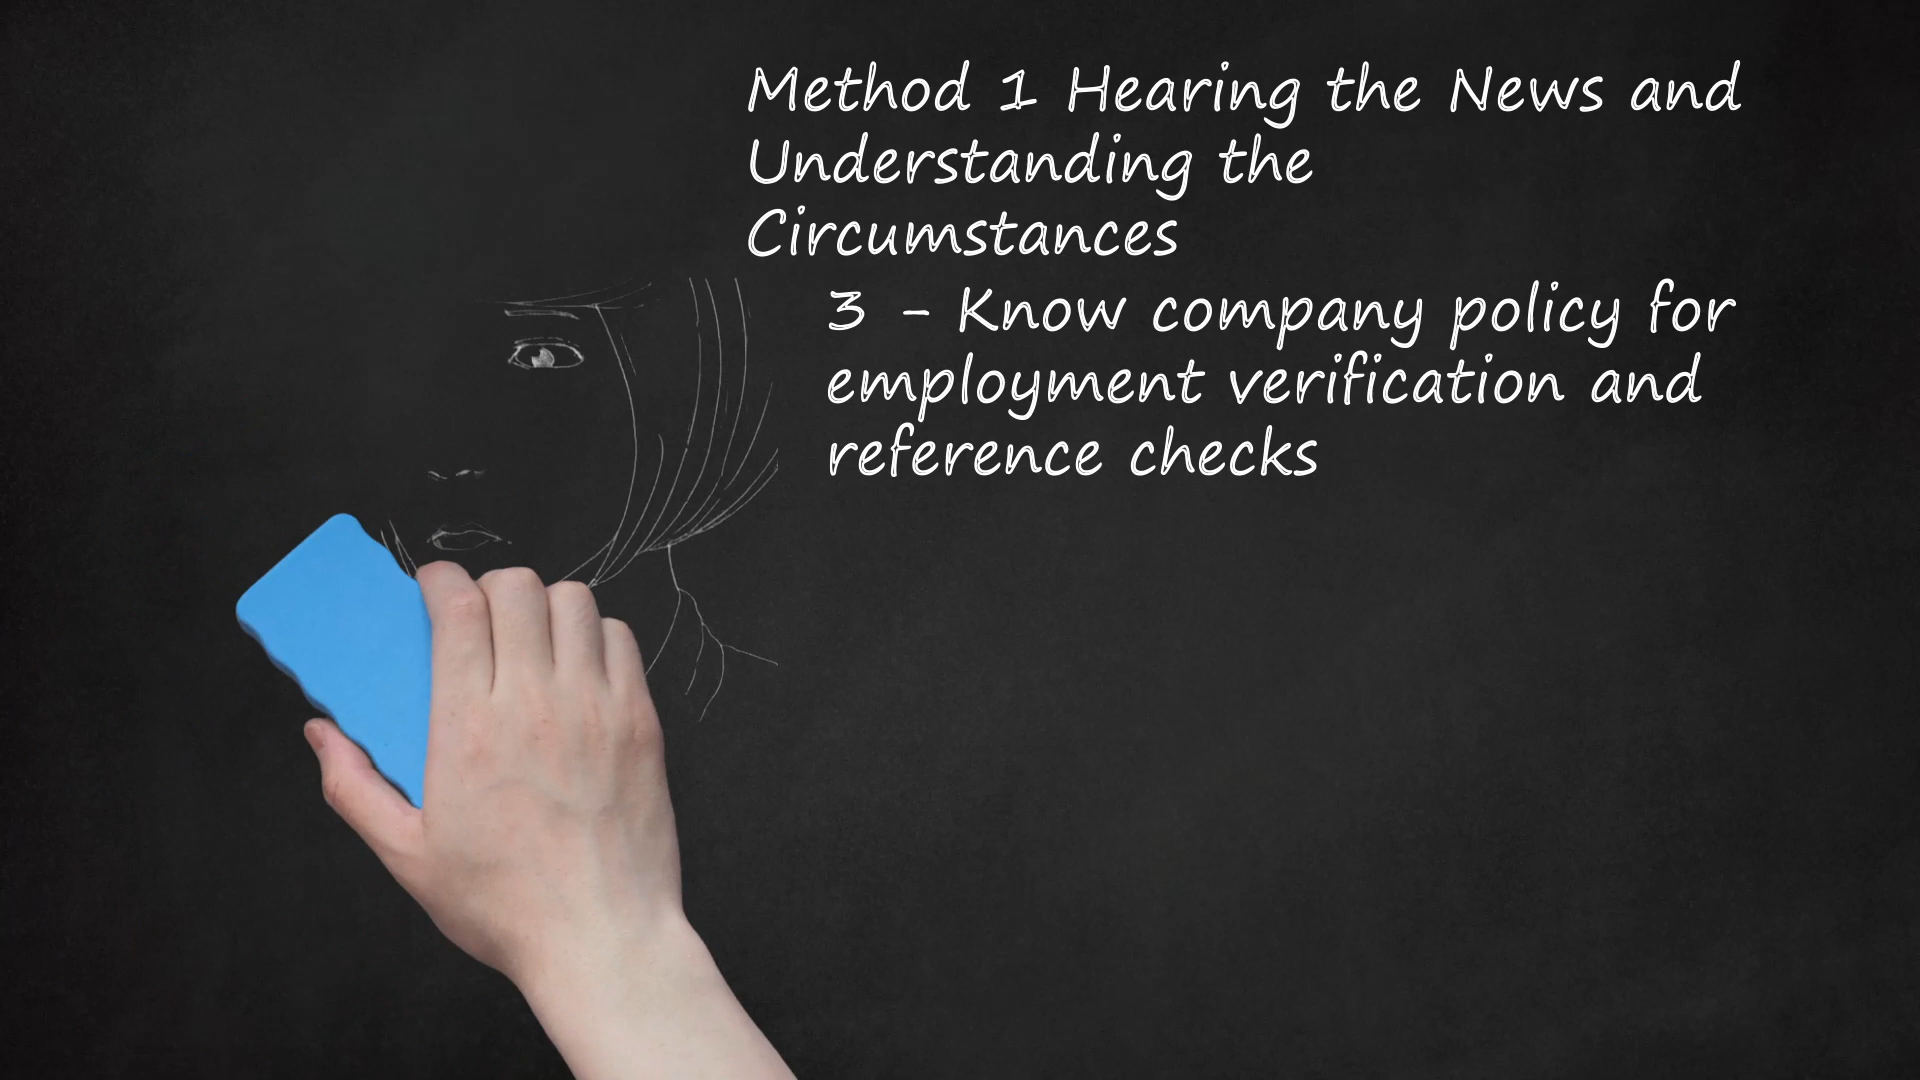 Method 1 Hearing the News and
Understanding the
Circumstances
3 - Know company policy for
employment verification and
reference checks